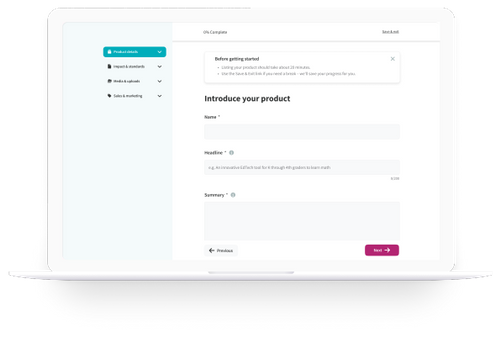 0% Complete
Save & exit
Product details
Impact & standards
Media & uploads
Sales & marketing
Before getting started
Listing your product should take about 20 minutes.
Use the Save & Exit link if you need a break - we'll save your progress for you.
Introduce your product
Name *
Headline *
e.g. An innovative EdTech tool for 6 through 9th graders to learn math
Summary *
Previous
Next